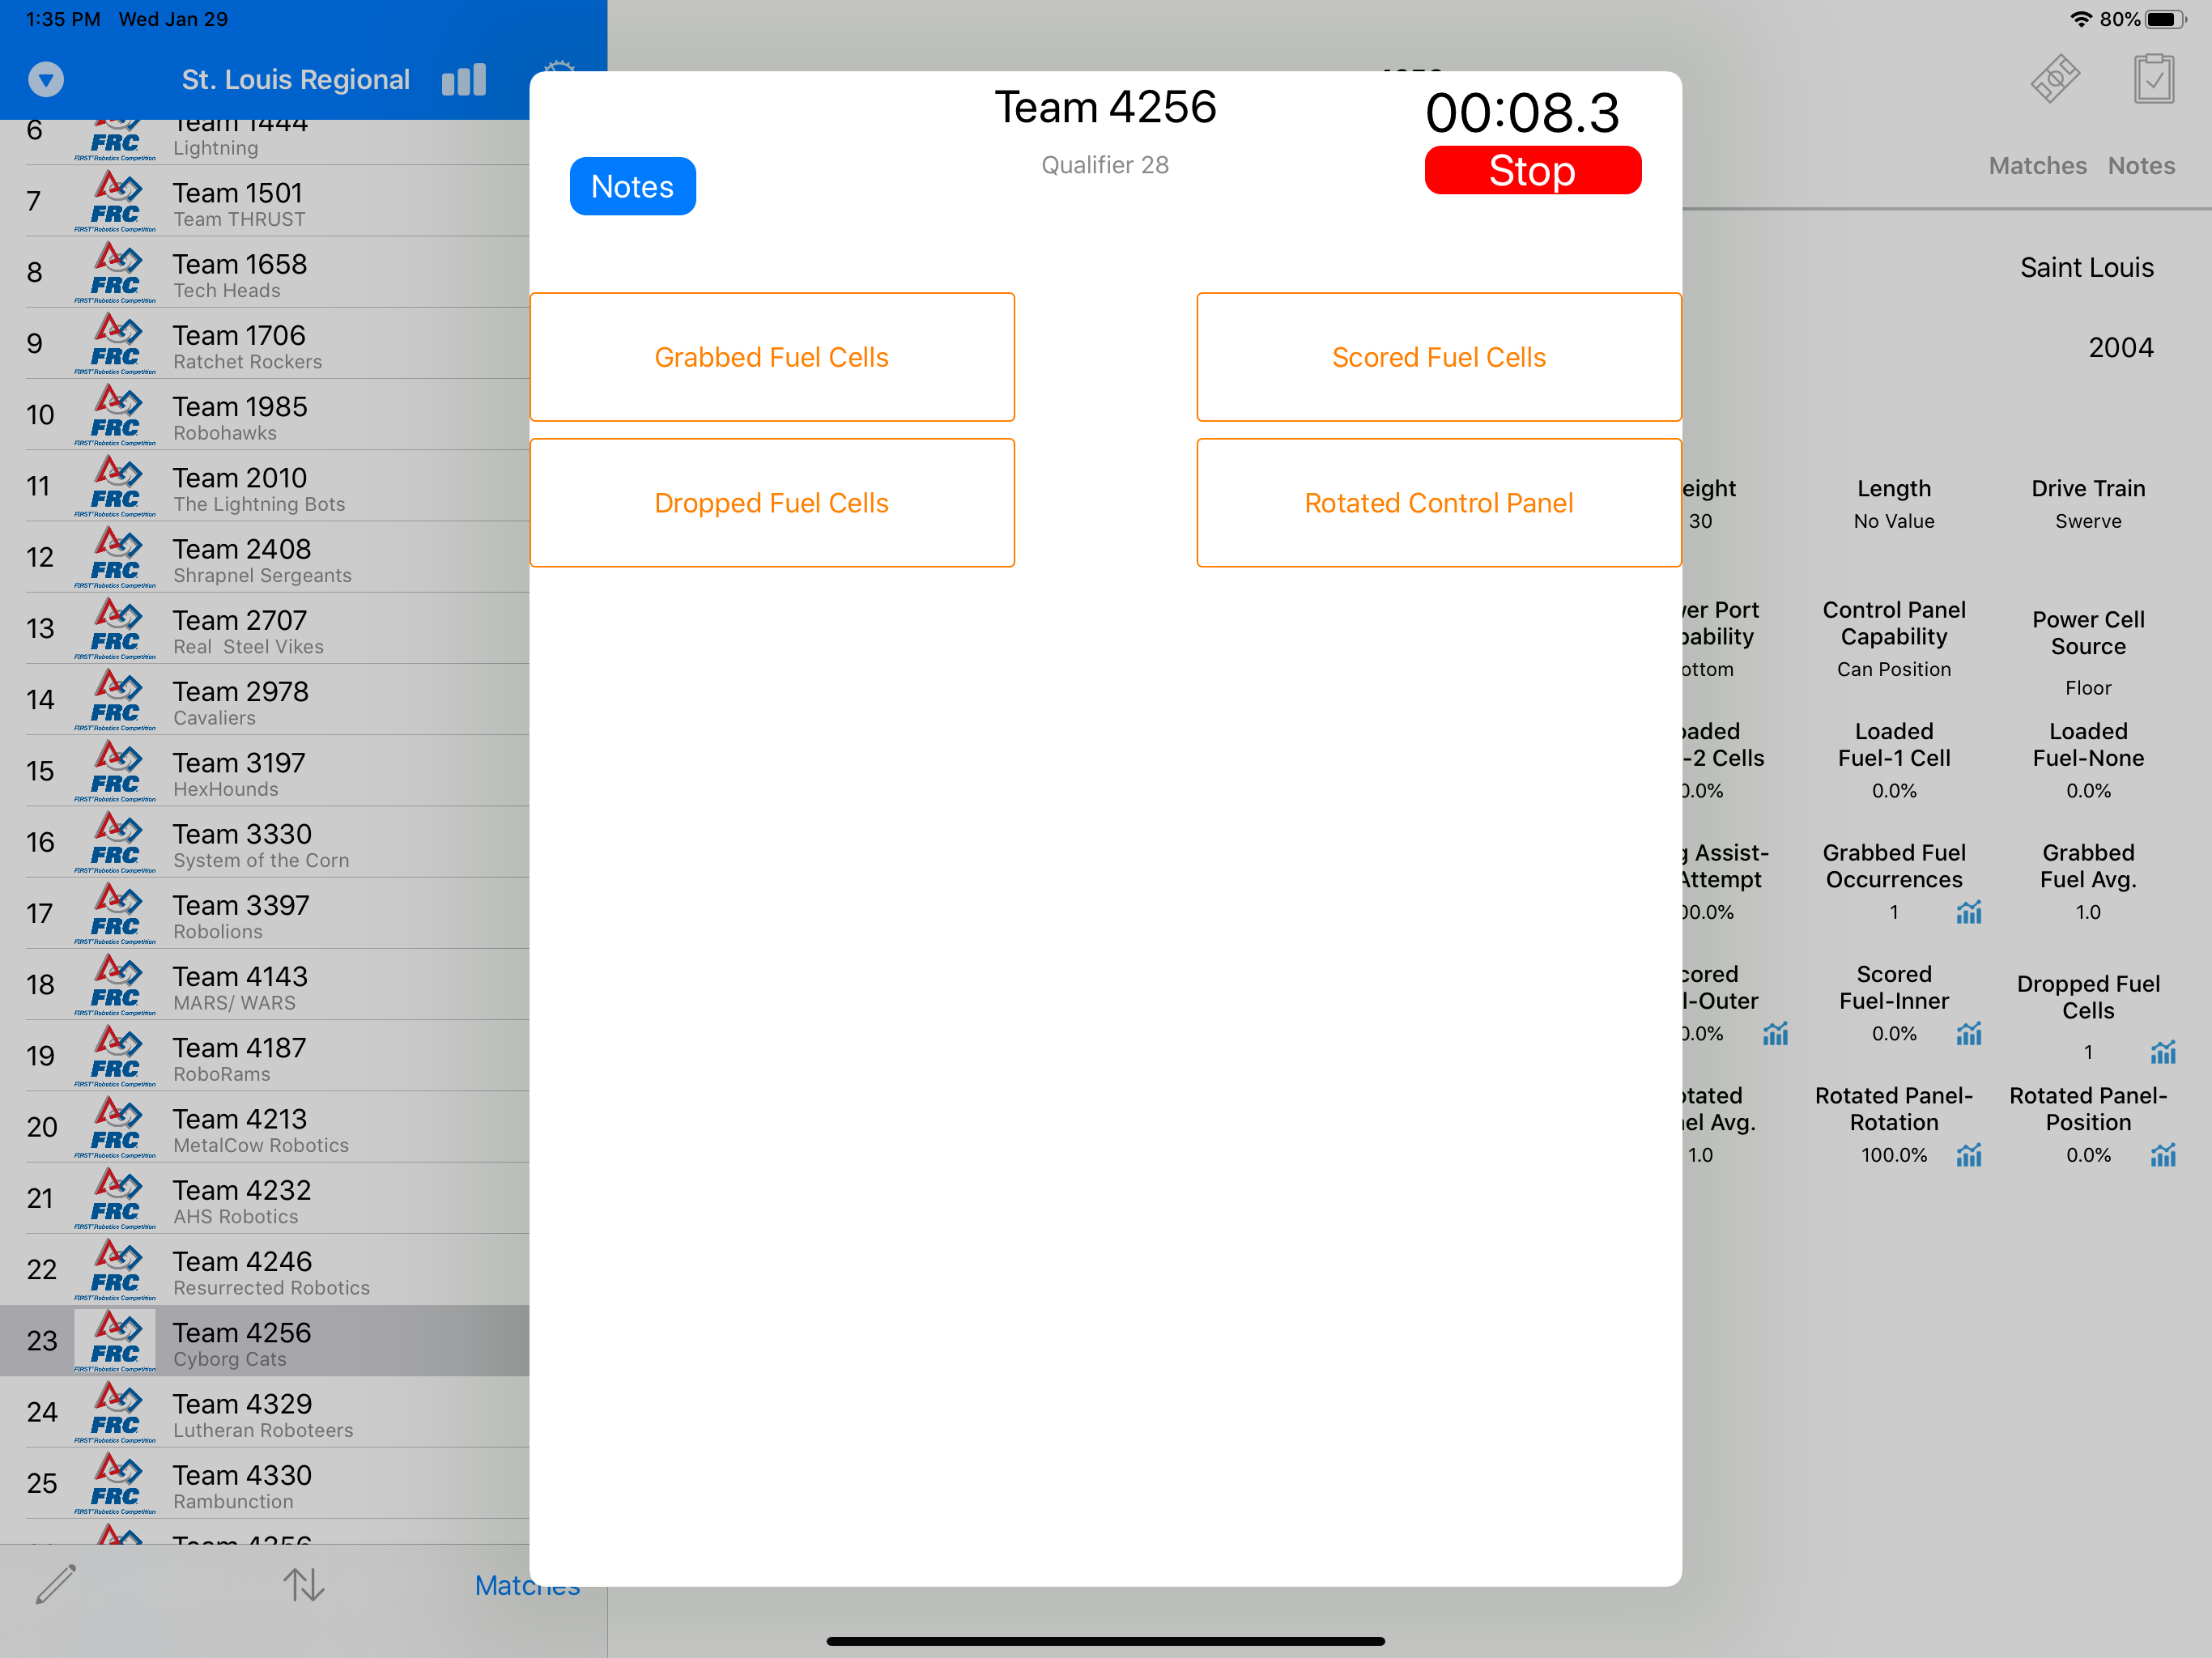 1:35 PM Wed Jan 29
80%
St. Louis Regional
6
Team 1444
Lightning
7
Team 1501
Team THRUST
8
Team 1658
Tech Heads
9
Team 1706
Ratchet Rockers
10
Team 1985
Robohawks
11
Team 2010
The Lightning Bots
12
Team 2408
Shrapnel Sergeants
13
Team 2707
Real Steel Vikes
14
Team 2978
Cavaliers
15
Team 3197
HexHounds
16
Team 3330
System of the Corn
17
Team 3397
Robolions
18
Team 4143
MARS/ WARS
19
Team 4187
RoboRams
20
Team 4213
MetalCow Robotics
21
Team 4232
AHS Robotics
22
Team 4246
Resurrected Robotics
23
Team 4256
Cyborg Cats
24
Team 4329
Lutheran Roboteers
25
Team 4330
Rambunction
FRC
FIRST Robotics Competition
Matches
Team 4256
Qualifier 28
00:08.3
Stop
Notes
Grabbed Fuel Cells
Scored Fuel Cells
Dropped Fuel Cells
Rotated Control Panel
Matches Notes
Saint Louis
2004
eight
30
Length
No Value
Drive Train
Swerve
er Port
ability
ottom
Control Panel
Capability
Can Position
Power Cell
Source
Floor
oaded
-2 Cells
0.0%
Loaded
Fuel-1 Cell
0.0%
Loaded
Fuel-None
0.0%
g Assist-
Attempt
00.0%
Grabbed Fuel
Occurrences
1
Grabbed
Fuel Avg.
1.0
cored
l-Outer
0.0%
Scored
Fuel-Inner
0.0%
Dropped Fuel
Cells
1
otated
el Avg.
1.0
Rotated Panel-
Rotation
100.0%
Rotated Panel-
Position
0.0%